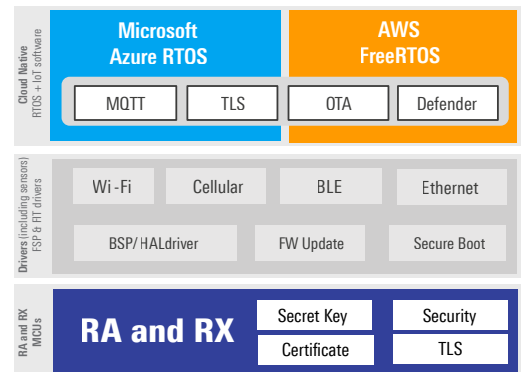 Cloud Native
RTOS + IoT software
Microsoft
Azure RTOS
AWS
FreeRTOS
MQTT
TLS
OTA
Defender
Drivers (including sensors)
FSP & FIT drivers
Wi-Fi
Cellular
BLE
Ethernet
BSP/HALdriver
FW Update
Secure Boot
RA and RX
MCUs
RA and RX
Secret Key
Security
Certificate
TLS